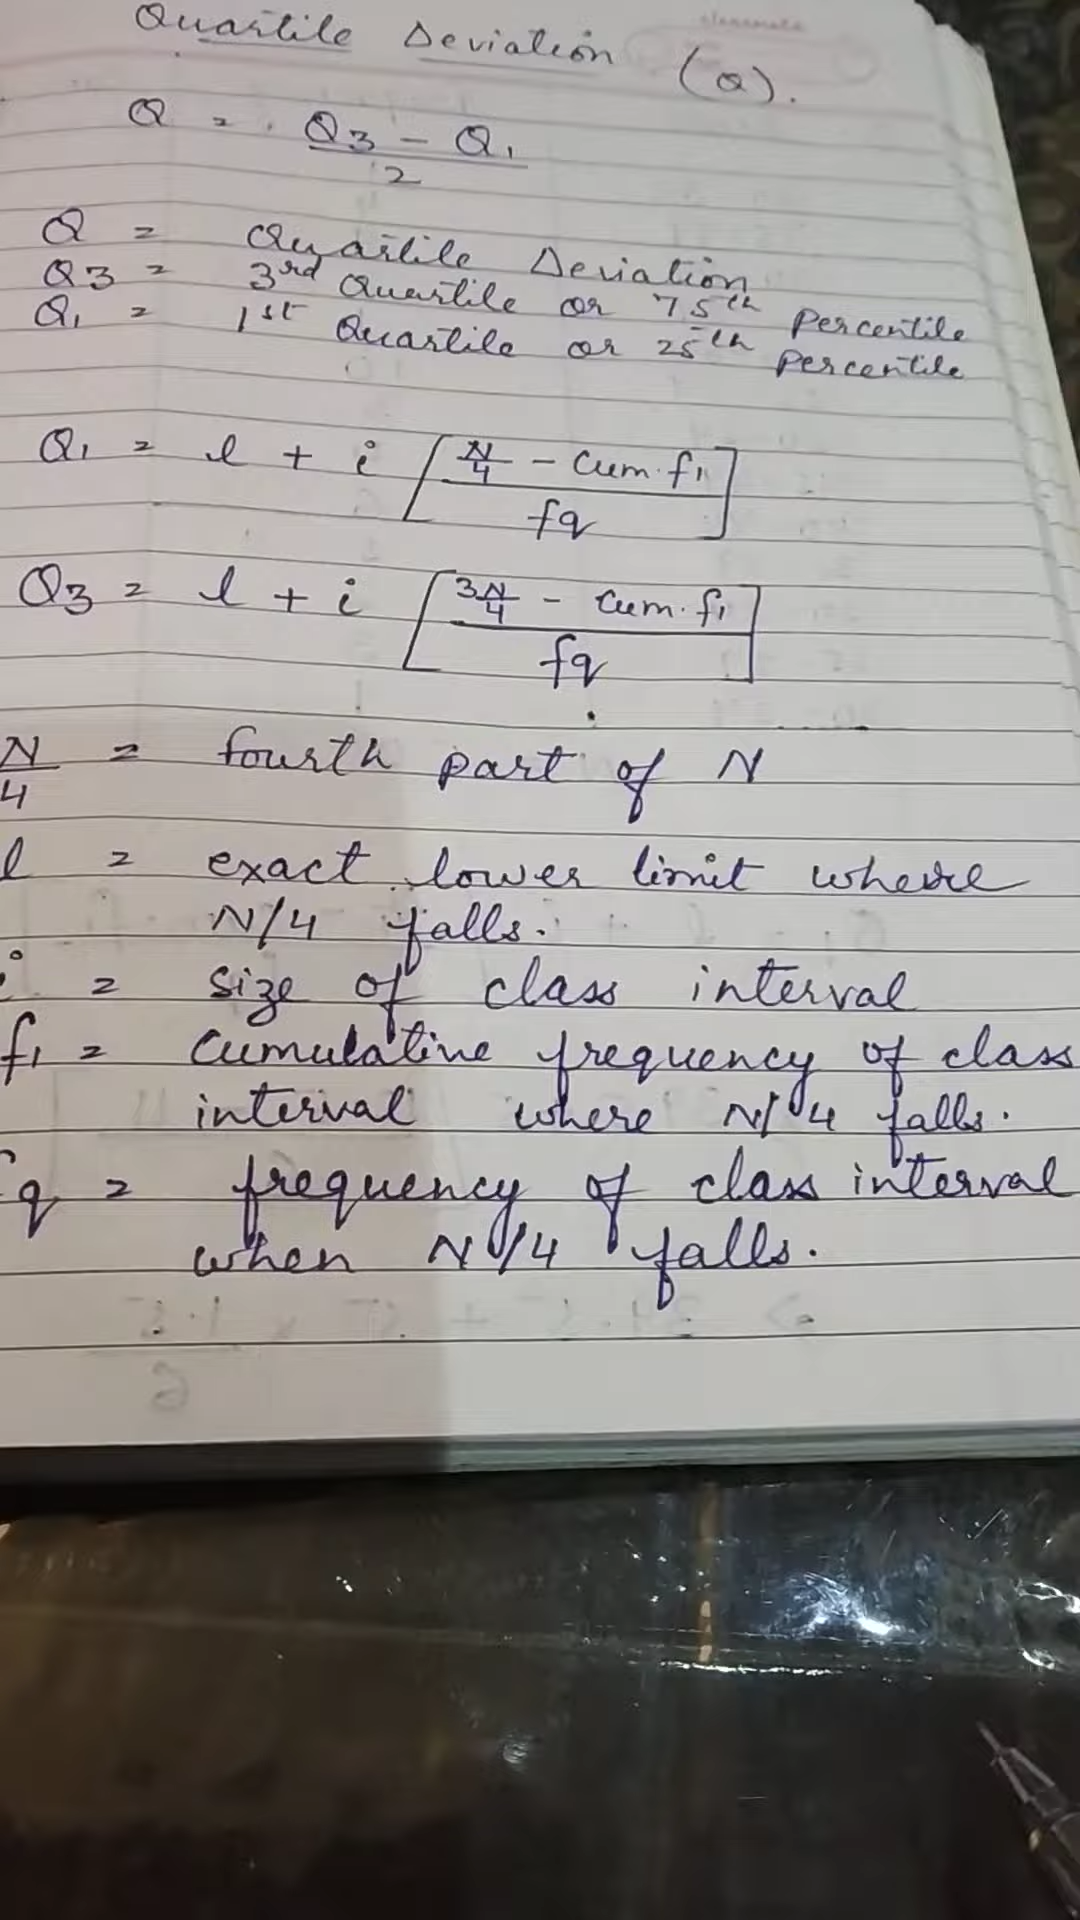 Quartile Deviation (Q).
Q = Q3 - Q1
2
Q = Quartile Deviation
Q3 = 3rd Quartile or 75th Percentile
Q1 = 1st Quartile or 25th Percentile
Q1 = l + i [N/4 - Cum.f1
fq]
Q3 = l + i [3N/4 - Cum.f1
fq]
N/4 = fourth part of N
l = exact lower limit where
N/4 falls.
i = size of class interval
f1 = Cumulative frequency of class
interval where N/4 falls.
fq = frequency of class interval
when N/4 falls.